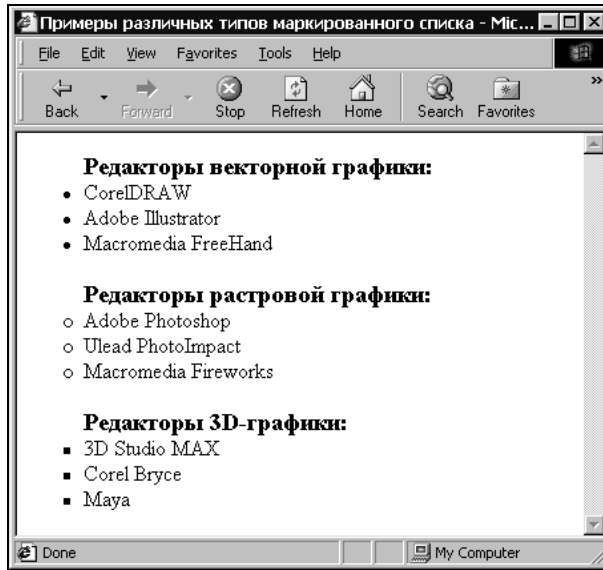 Примеры различных типов маркированного списка - Mic...
File Edit View Favorites Tools Help
Back Forward Stop Refresh Home Search Favorites »
Редакторы векторной графики:
• CorelDRAW
• Adobe Illustrator
• Macromedia FreeHand
Редакторы растровой графики:
○ Adobe Photoshop
○ Ulead PhotoImpact
○ Macromedia Fireworks
Редакторы 3D-графики:
▪ 3D Studio MAX
▪ Corel Bryce
▪ Maya
Done My Computer